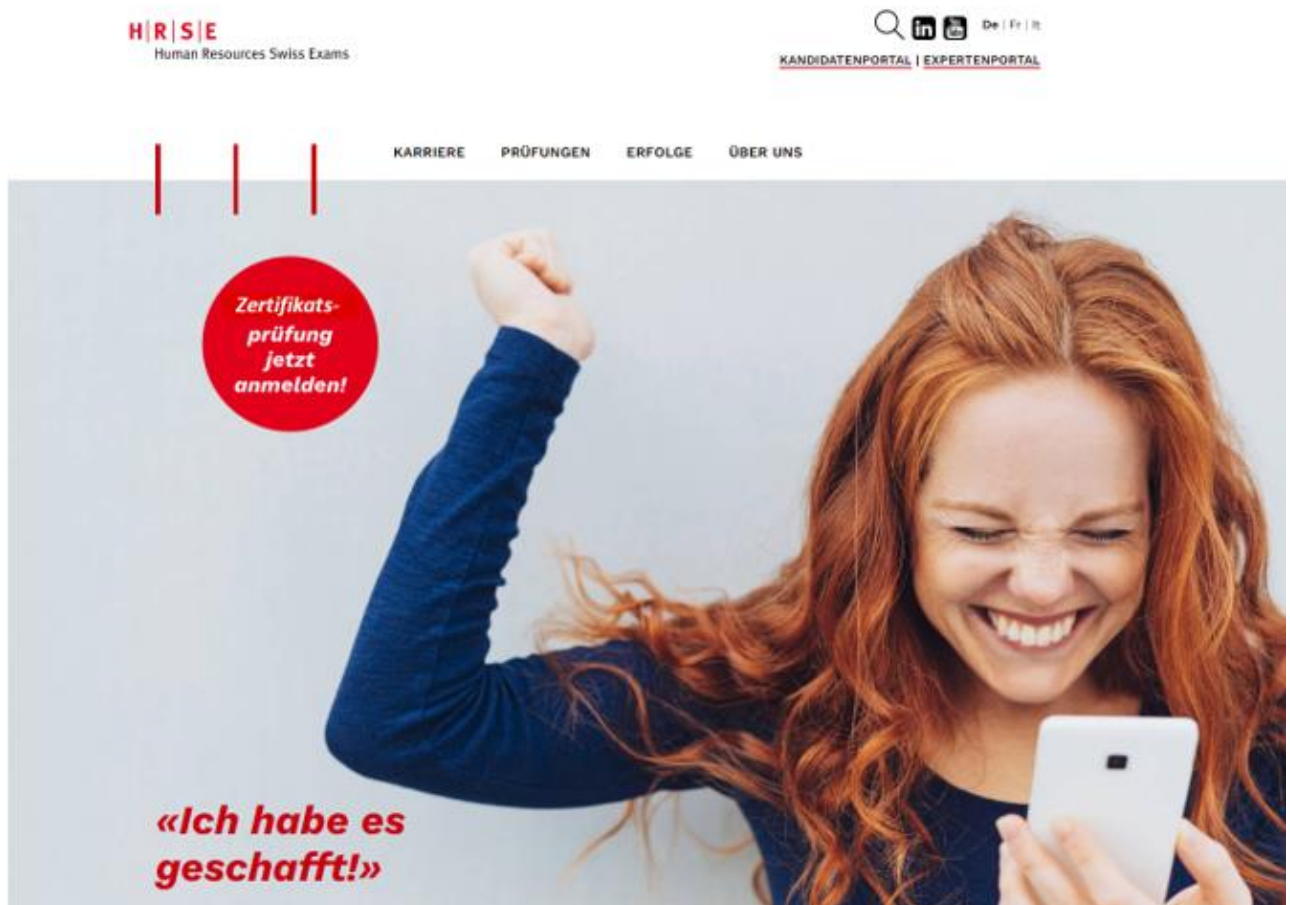 H|R|S|E
Human Resources Swiss Exams
in
De | Fr | It
KANDIDATENPORTAL | EXPERTENPORTAL
KARRIERE PRÜFUNGEN ERFOLGE ÜBER UNS
Zertifikats-
prüfung
jetzt
anmelden!
«Ich habe es
geschafft!»